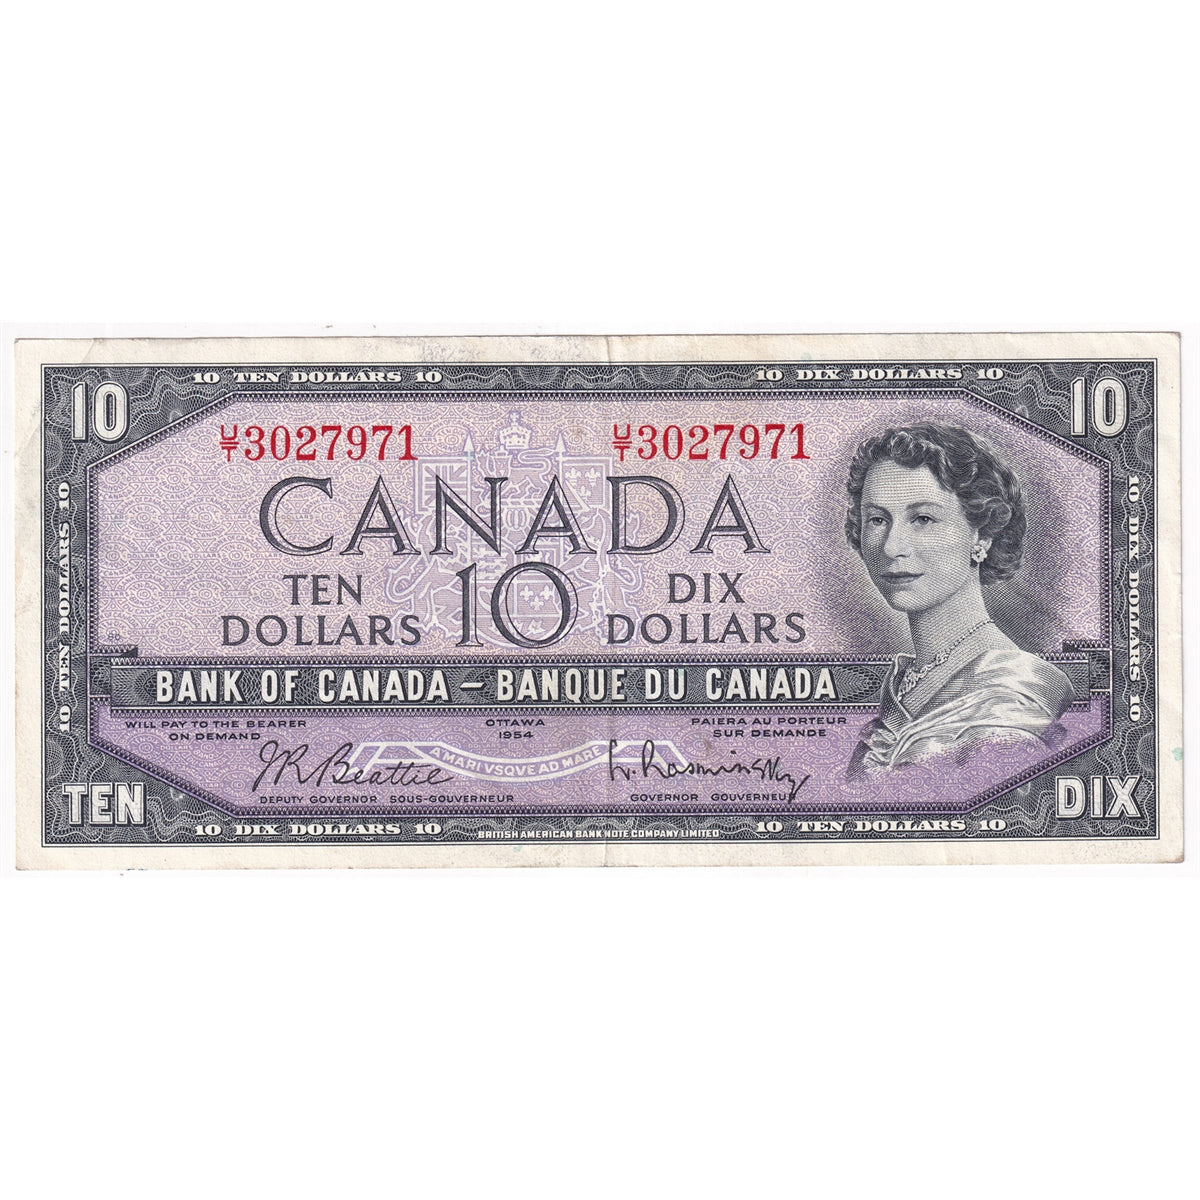 10 TEN DOLLARS 10
10 DIX DOLLARS 10
10
10
U/T 3027971
U/T 3027971
CANADA
TEN DOLLARS
10
DIX DOLLARS
10 TEN DOLLARS 10
10 DIX DOLLARS 10
BANK OF CANADA – BANQUE DU CANADA
WILL PAY TO THE BEARER
ON DEMAND
OTTAWA
1954
PAIERA AU PORTEUR
SUR DEMANDE
A MARI VSQVE AD MARE
J R Beattie
L. Rasminsky
DEPUTY GOVERNOR SOUS-GOUVERNEUR
GOVERNOR GOUVERNEUR
TEN
DIX
10 DIX DOLLARS 10
BRITISH AMERICAN BANK NOTE COMPANY LIMITED
10 TEN DOLLARS 10